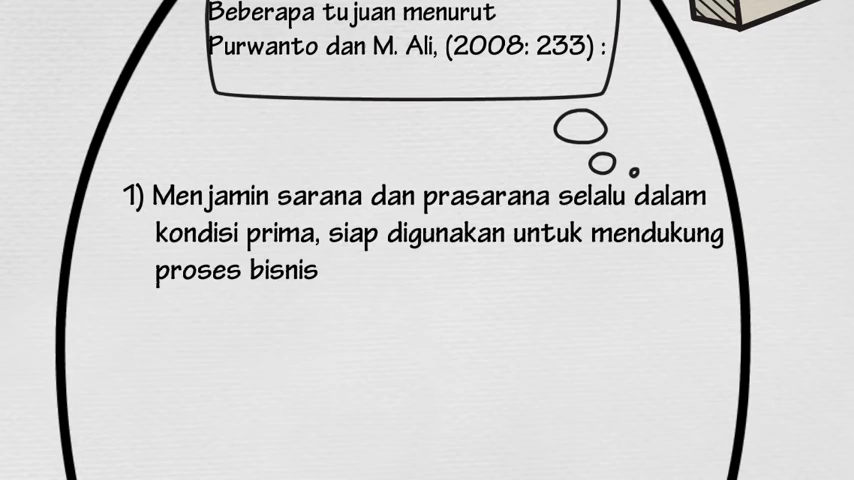 Beberapa tujuan menurut
Purwanto dan M. Ali, (2008: 233) :
1) Menjamin sarana dan prasarana selalu dalam
kondisi prima, siap digunakan untuk mendukung
proses bisnis